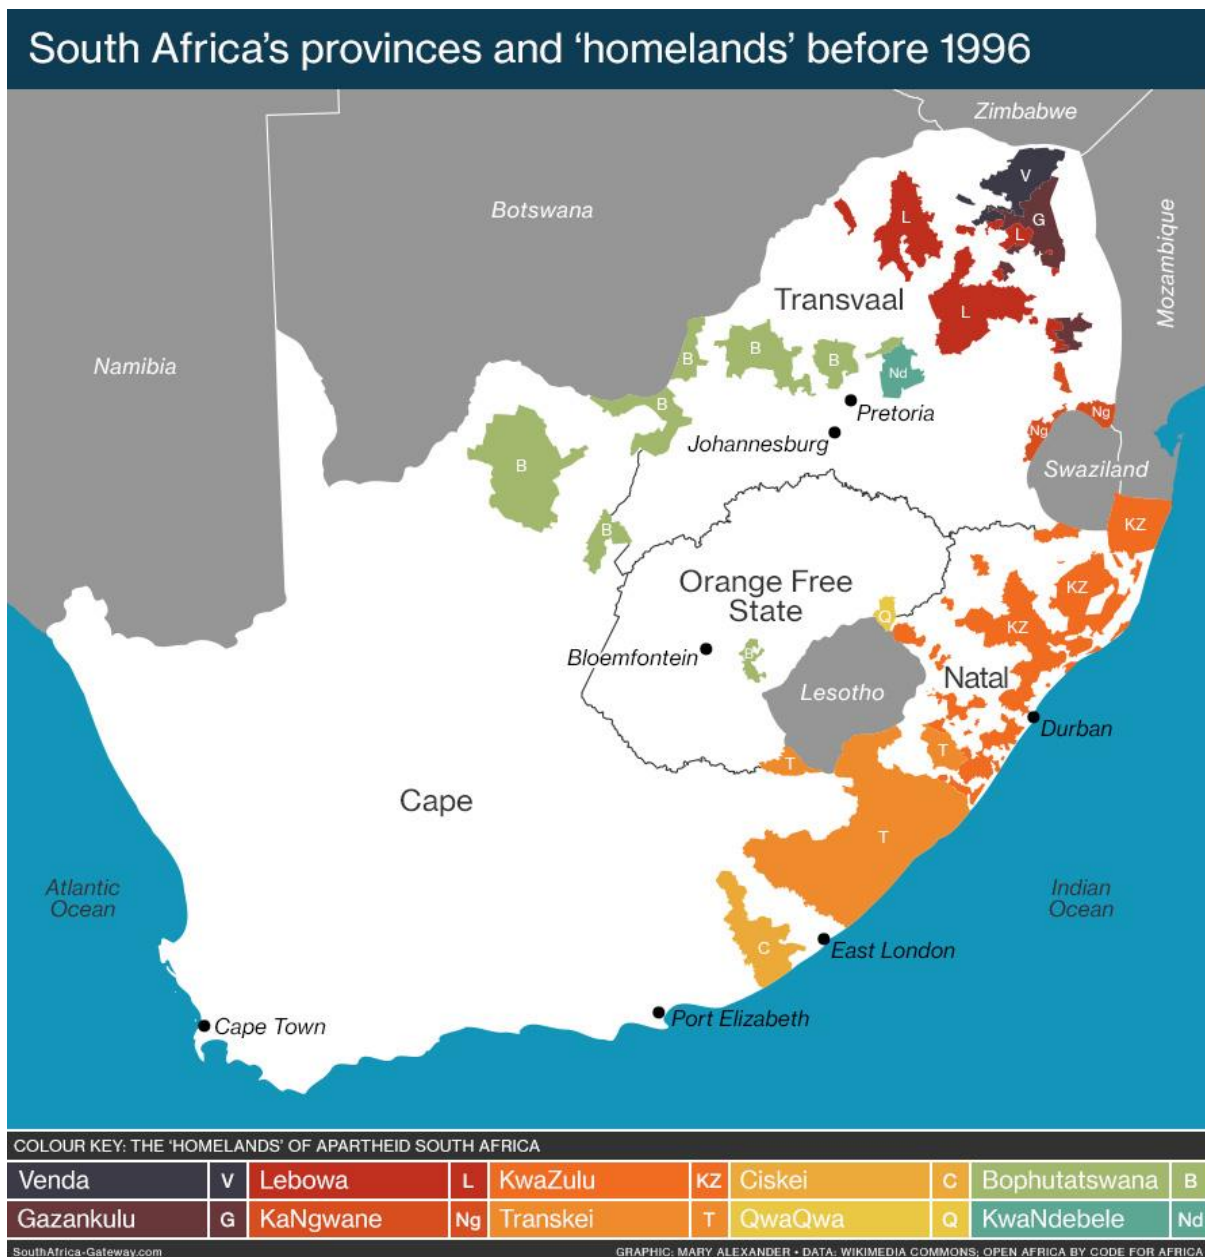 South Africa's provinces and 'homelands' before 1996
Zimbabwe
Botswana
Mozambique
Namibia
V
G
L
L
L
Transvaal
B
B
B
Nd
B
B
Pretoria
Johannesburg
Ng
Ng
Swaziland
B
KZ
Orange Free
State
KZ
KZ
Q
B
Bloemfontein
Lesotho
Natal
Durban
T
T
Cape
T
Atlantic
Ocean
Indian
Ocean
C
East London
Port Elizabeth
Cape Town
COLOUR KEY: THE 'HOMELANDS' OF APARTHEID SOUTH AFRICA
Venda V Lebowa L KwaZulu KZ Ciskei C Bophutatswana B
Gazankulu G KaNgwane Ng Transkei T QwaQwa Q KwaNdebele Nd
SouthAfrica-Gateway.com GRAPHIC: MARY ALEXANDER • DATA: WIKIMEDIA COMMONS; OPEN AFRICA BY CODE FOR AFRICA